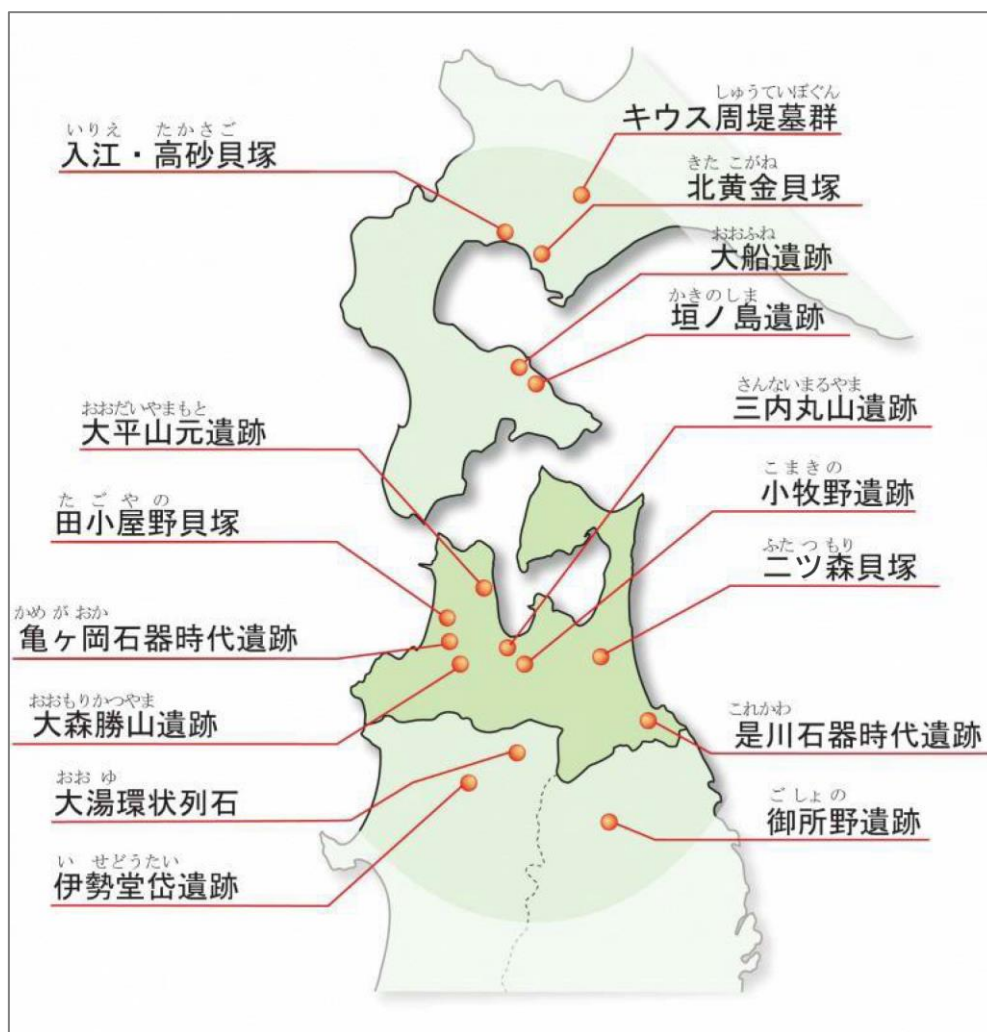 しゅうていぼぐん
キウス周堤墓群
いりえ たかさご
入江・高砂貝塚
きた こがね
北黄金貝塚
おおふね
大船遺跡
かきのしま
垣ノ島遺跡
さんないまるやま
三内丸山遺跡
おおだいやまもと
大平山元遺跡
こまきの
小牧野遺跡
たごやの
田小屋野貝塚
ふたつもり
二ツ森貝塚
かめがおか
亀ヶ岡石器時代遺跡
おおもりかつやま
大森勝山遺跡
これかわ
是川石器時代遺跡
おおゆ
大湯環状列石
ごしょの
御所野遺跡
いせどうたい
伊勢堂岱遺跡